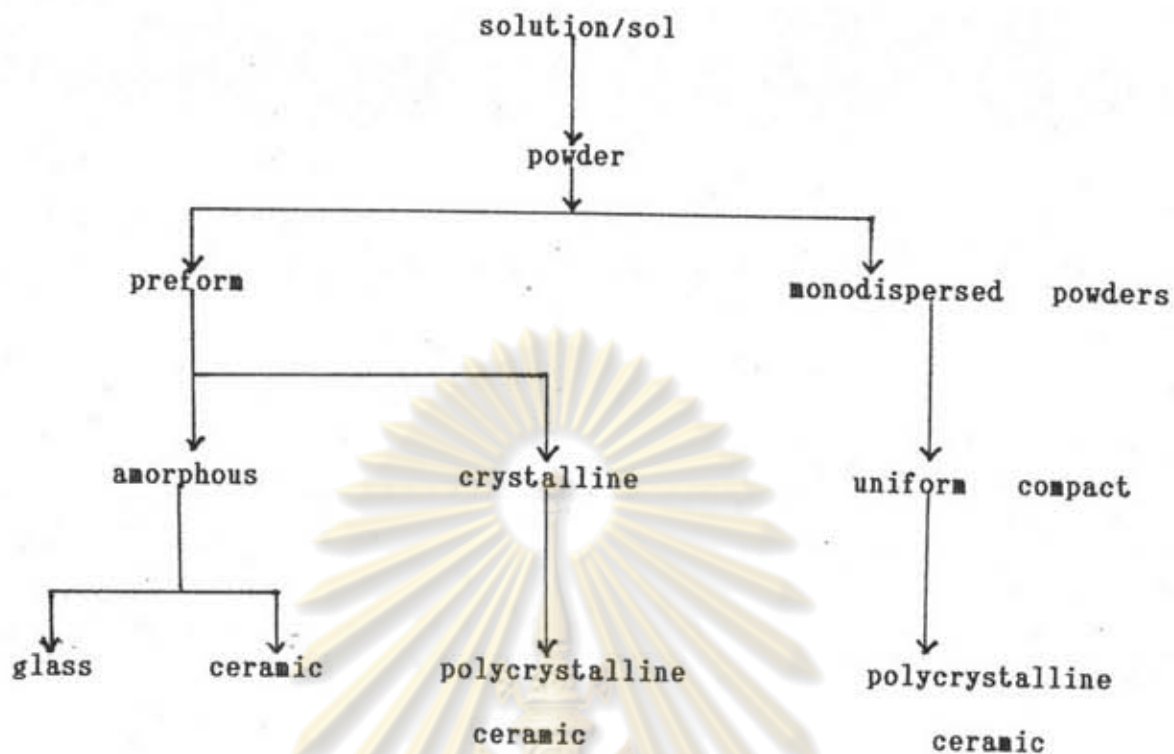 solution/sol
powder
preform
monodispersed powders
amorphous
crystalline
uniform compact
glass
ceramic
polycrystalline
ceramic
polycrystalline
ceramic